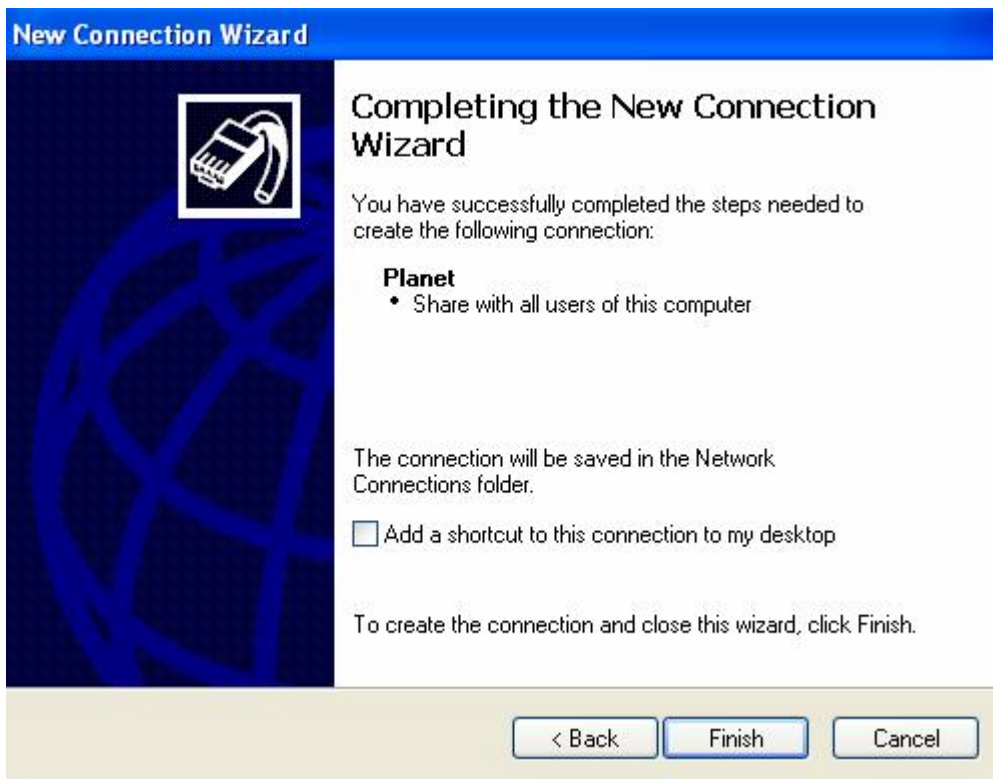 New Connection Wizard
Completing the New Connection
Wizard
You have successfully completed the steps needed to
create the following connection:
Planet
• Share with all users of this computer
The connection will be saved in the Network
Connections folder.
Add a shortcut to this connection to my desktop
To create the connection and close this wizard, click Finish.
< Back Finish Cancel